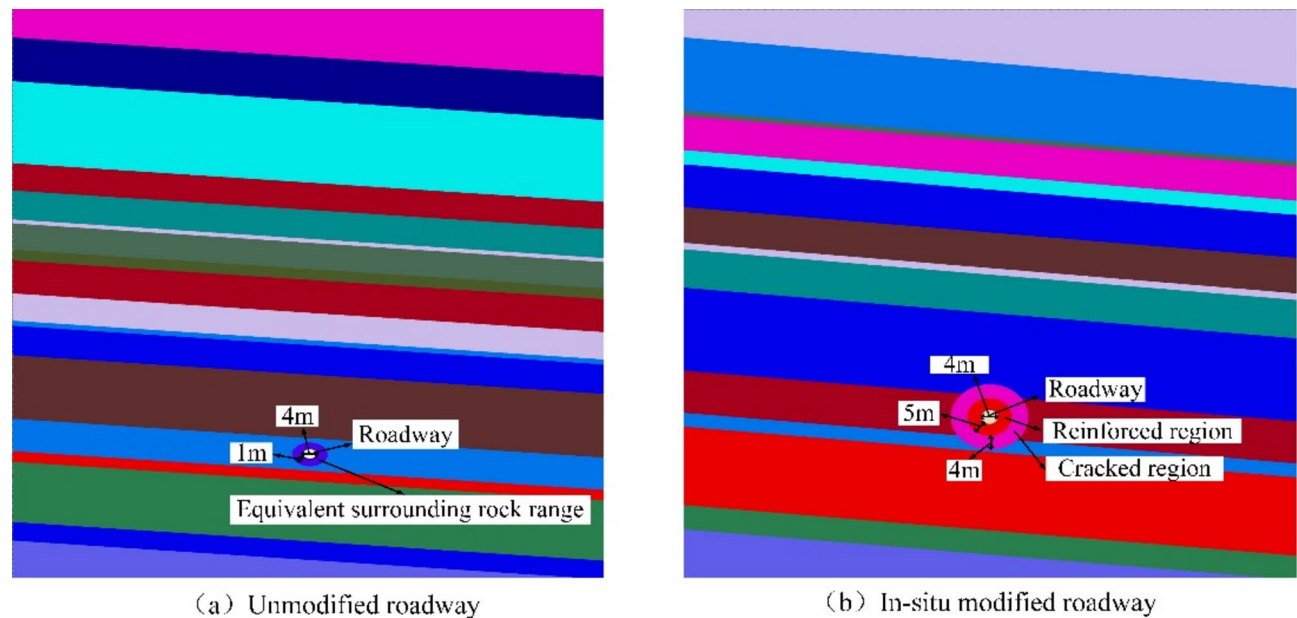 4m
Roadway
1m
Equivalent surrounding rock range
(a) Unmodified roadway
4m
Roadway
5m
Reinforced region
Cracked region
4m
(b) In-situ modified roadway